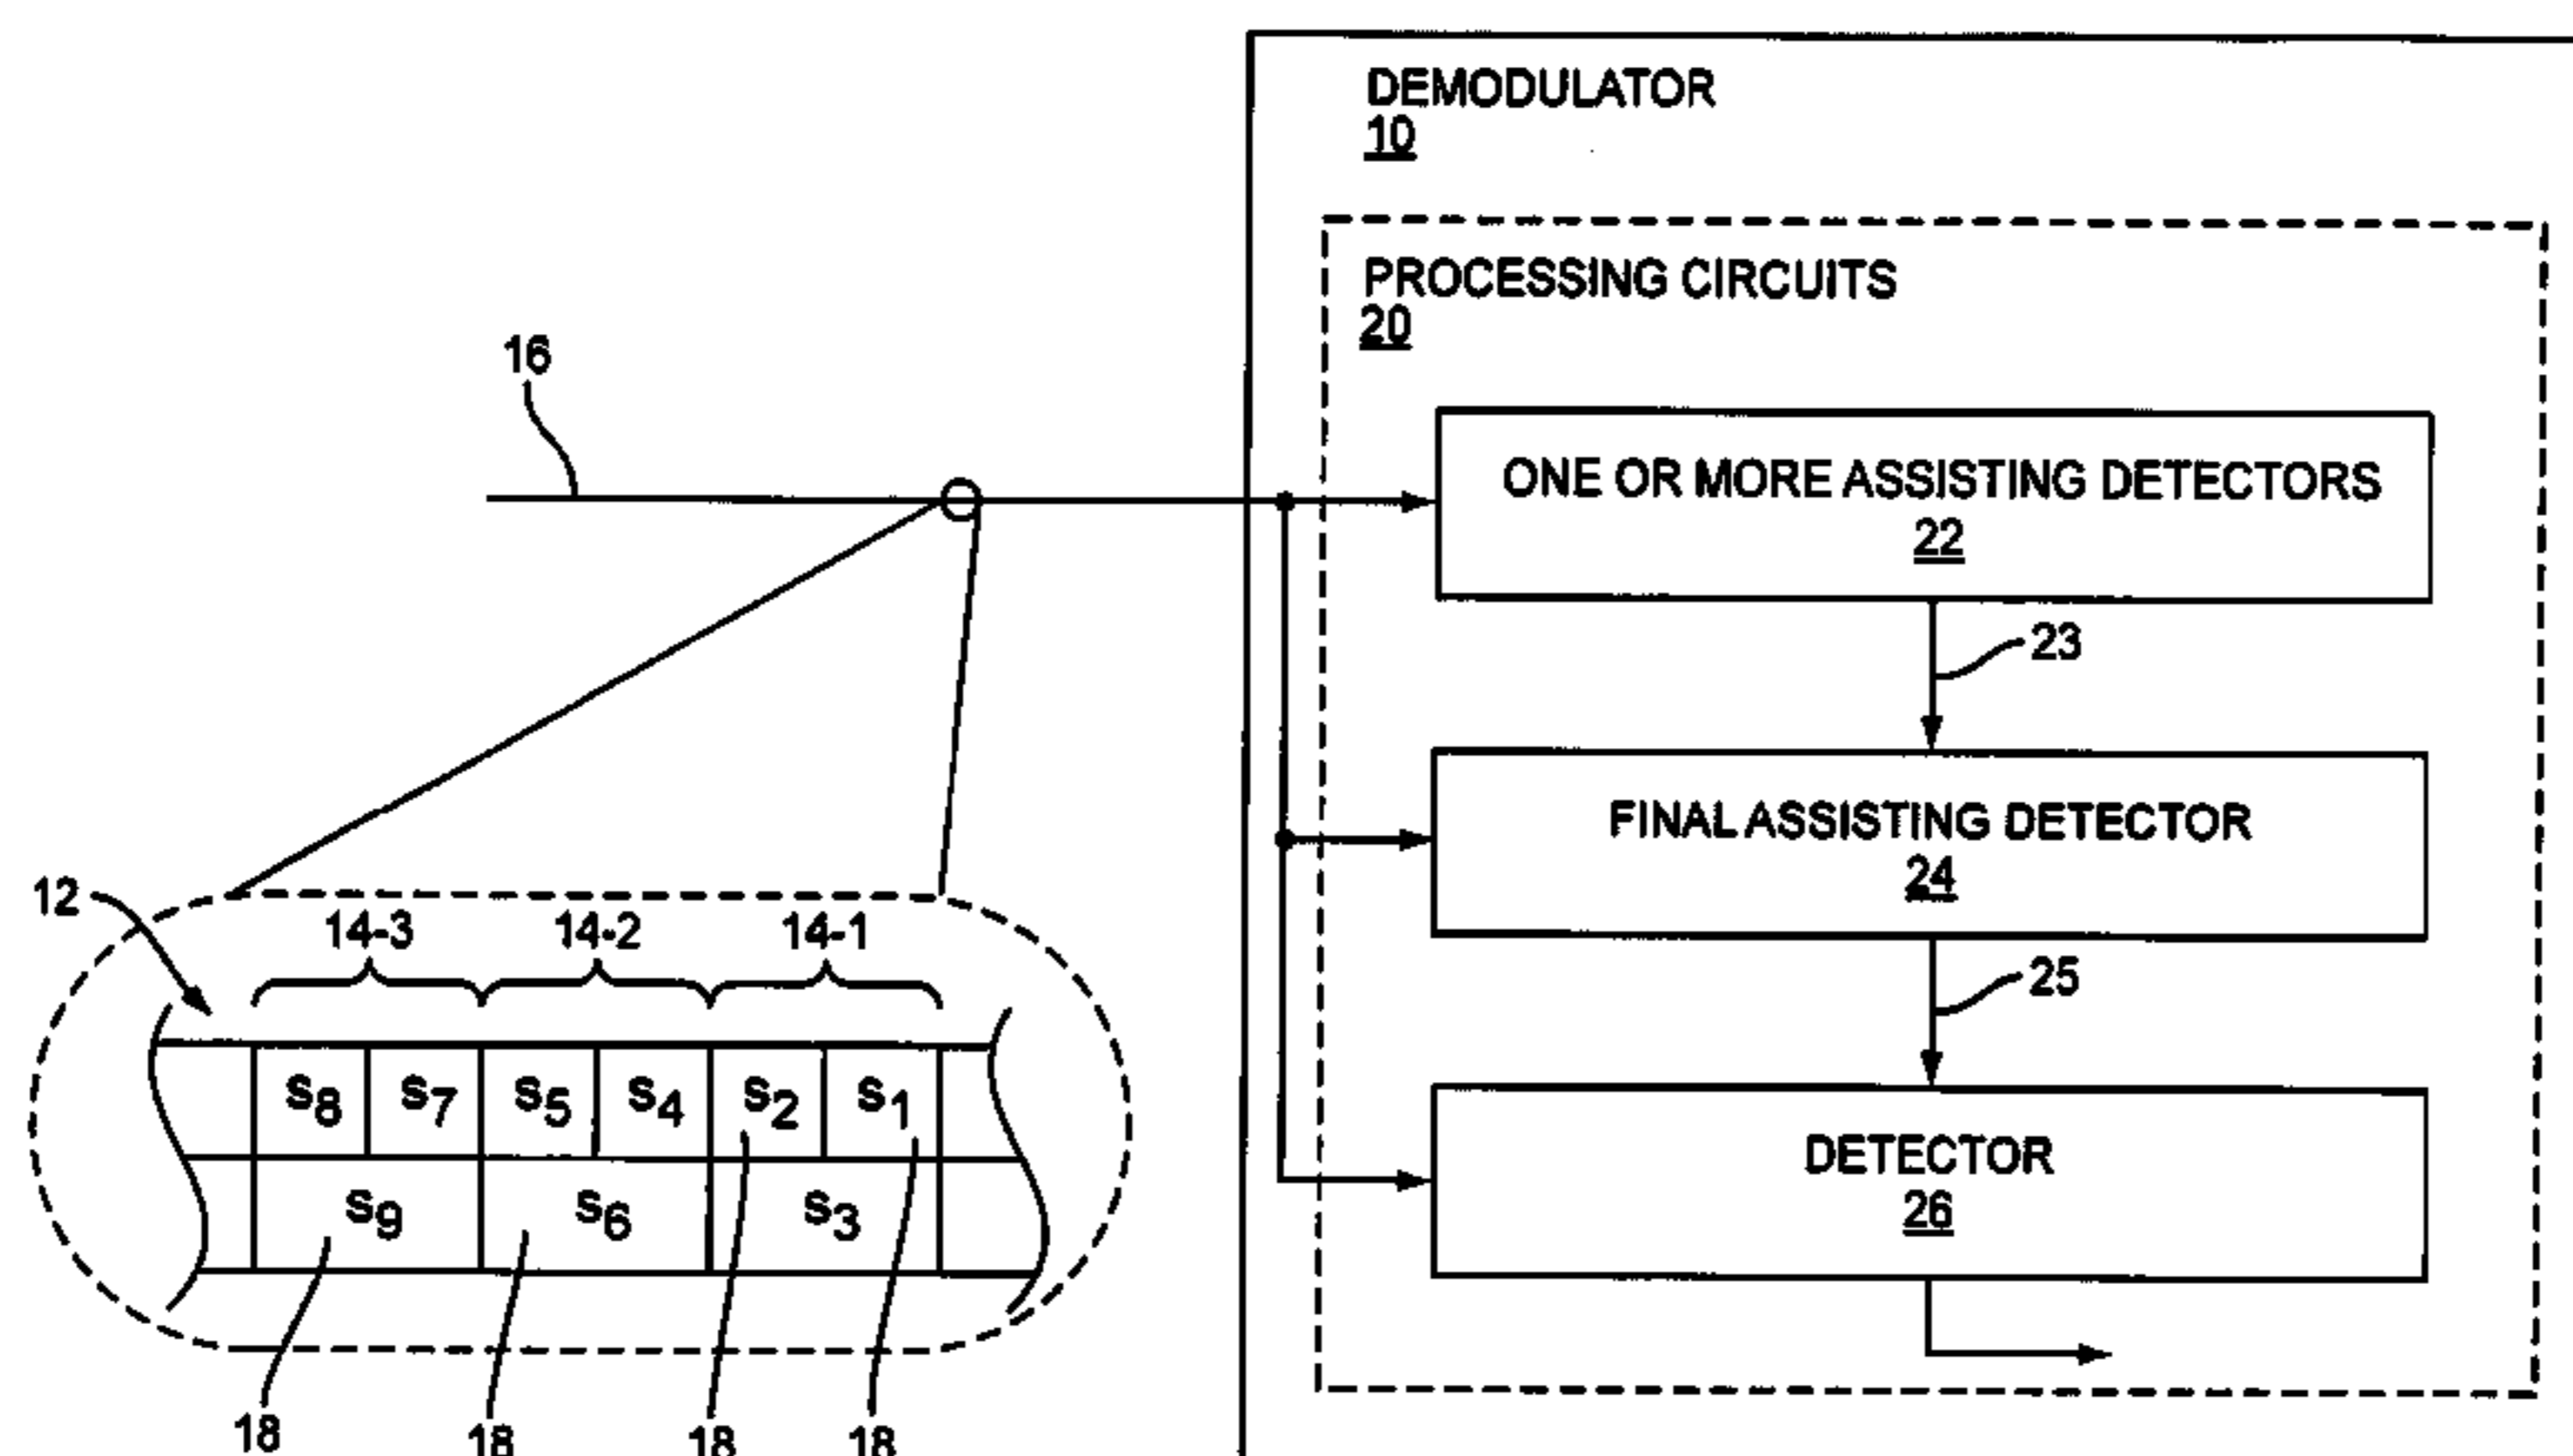 DEMODULATOR
10
PROCESSING CIRCUITS
20
16
ONE OR MORE ASSISTING DETECTORS
22
23
FINAL ASSISTING DETECTOR
24
12
14-3 14-2 14-1
25
S8 S7 S5 S4 S2 S1
DETECTOR
26
S9 S6 S3
18 18 18 18